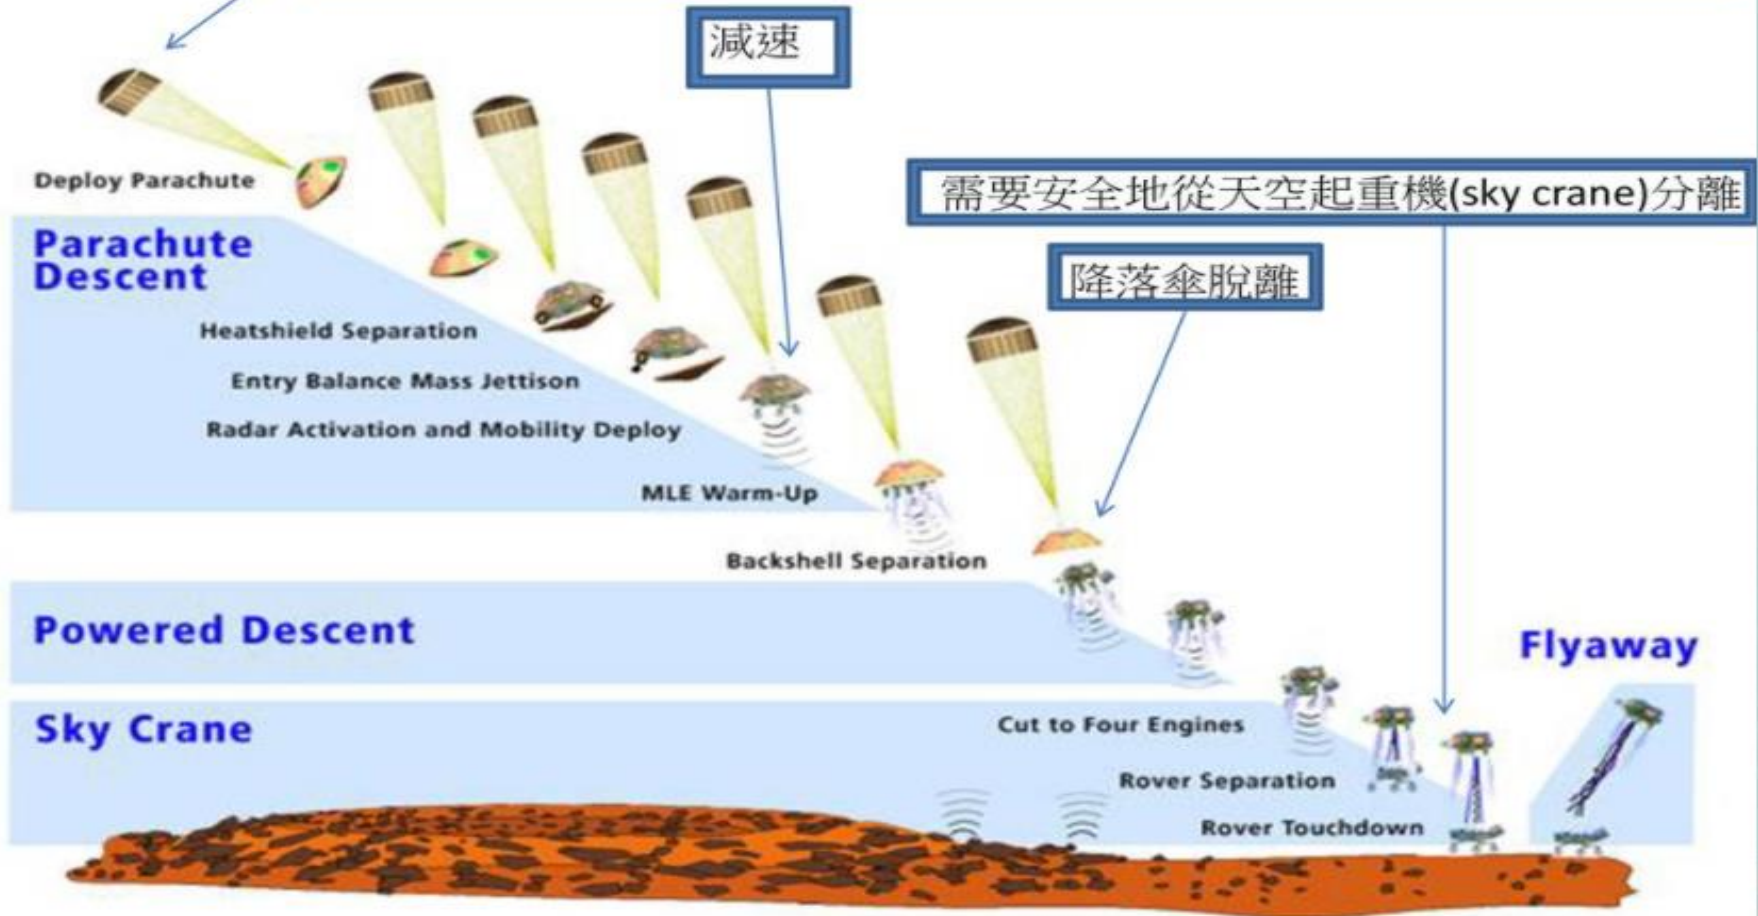 減速
Deploy Parachute
需要安全地從天空起重機(sky crane)分離
Parachute
Descent
降落傘脫離
Heatshield Separation
Entry Balance Mass Jettison
Radar Activation and Mobility Deploy
MLE Warm-Up
Backshell Separation
Powered Descent
Flyaway
Sky Crane
Cut to Four Engines
Rover Separation
Rover Touchdown